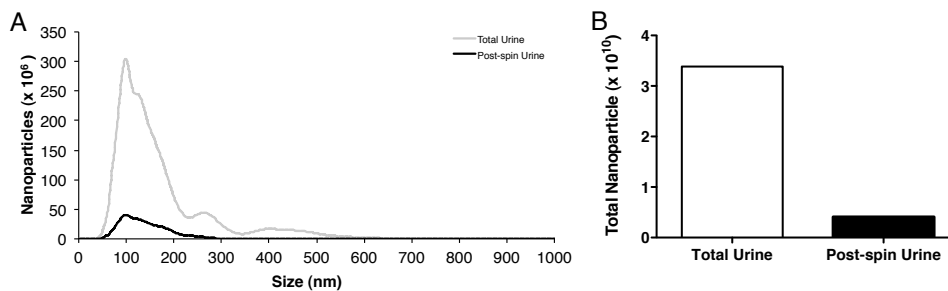 A
Nanoparticles (x 10⁶ )
350
300
250
200
150
100
50
0
0 100 200 300 400 500 600 700 800 900 1000
Size (nm)
Total Urine
Post-spin Urine
B
Total Nanoparticle (x 10¹⁰)
4
3
2
1
0
Total Urine Post-spin Urine